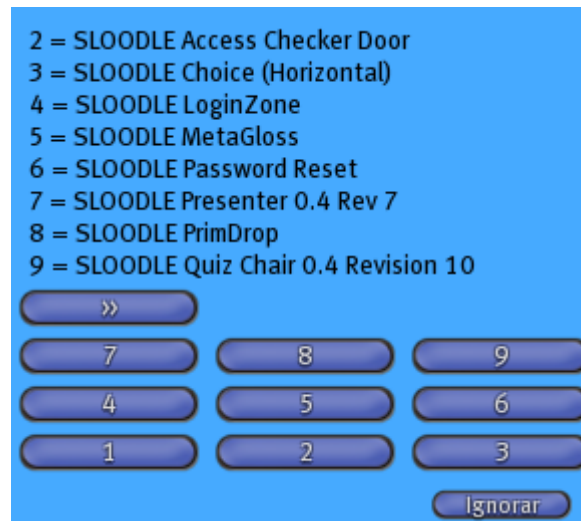 2 = SLOODLE Access Checker Door
3 = SLOODLE Choice (Horizontal)
4 = SLOODLE LoginZone
5 = SLOODLE MetaGloss
6 = SLOODLE Password Reset
7 = SLOODLE Presenter 0.4 Rev 7
8 = SLOODLE PrimDrop
9 = SLOODLE Quiz Chair 0.4 Revision 10
>>
7 8 9
4 5 6
1 2 3
Ignorar